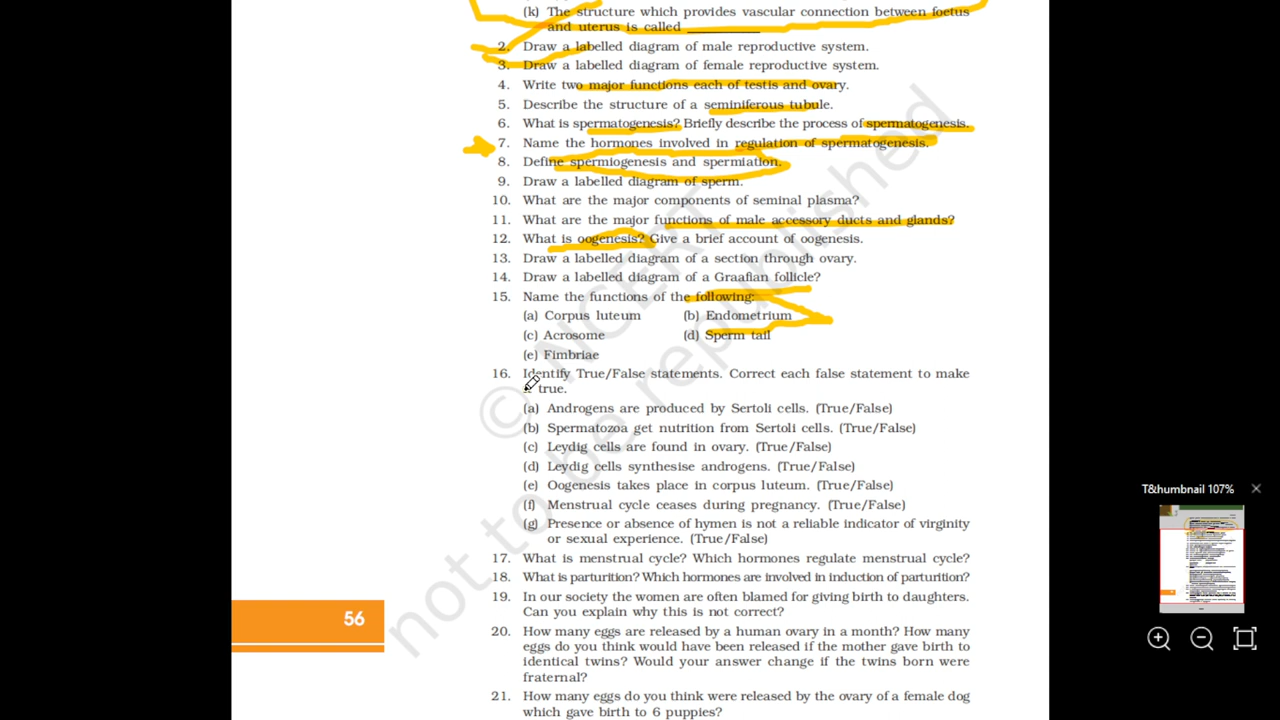 (k) The structure which provides vascular connection between foetus
and uterus is called ____________
2. Draw a labelled diagram of male reproductive system.
3. Draw a labelled diagram of female reproductive system.
4. Write two major functions each of testis and ovary.
5. Describe the structure of a seminiferous tubule.
6. What is spermatogenesis? Briefly describe the process of spermatogenesis.
7. Name the hormones involved in regulation of spermatogenesis.
8. Define spermiogenesis and spermiation.
9. Draw a labelled diagram of sperm.
10. What are the major components of seminal plasma?
11. What are the major functions of male accessory ducts and glands?
12. What is oogenesis? Give a brief account of oogenesis.
13. Draw a labelled diagram of a section through ovary.
14. Draw a labelled diagram of a Graafian follicle?
15. Name the functions of the following:
(a) Corpus luteum (b) Endometrium
(c) Acrosome (d) Sperm tail
(e) Fimbriae
16. Identify True/False statements. Correct each false statement to make
true.
(a) Androgens are produced by Sertoli cells. (True/False)
(b) Spermatozoa get nutrition from Sertoli cells. (True/False)
(c) Leydig cells are found in ovary. (True/False)
(d) Leydig cells synthesise androgens. (True/False)
(e) Oogenesis takes place in corpus luteum. (True/False)
(f) Menstrual cycle ceases during pregnancy. (True/False)
(g) Presence or absence of hymen is not a reliable indicator of virginity
or sexual experience. (True/False)
17. What is menstrual cycle? Which hormones regulate menstrual cycle?
18. What is parturition? Which hormones are involved in induction of parturition?
19. In our society the women are often blamed for giving birth to daughters.
Can you explain why this is not correct?
20. How many eggs are released by a human ovary in a month? How many
eggs do you think would have been released if the mother gave birth to
identical twins? Would your answer change if the twins born were
fraternal?
21. How many eggs do you think were released by the ovary of a female dog
which gave birth to 6 puppies?
56
© NCERT
not to be republished
T&humbnail 107%